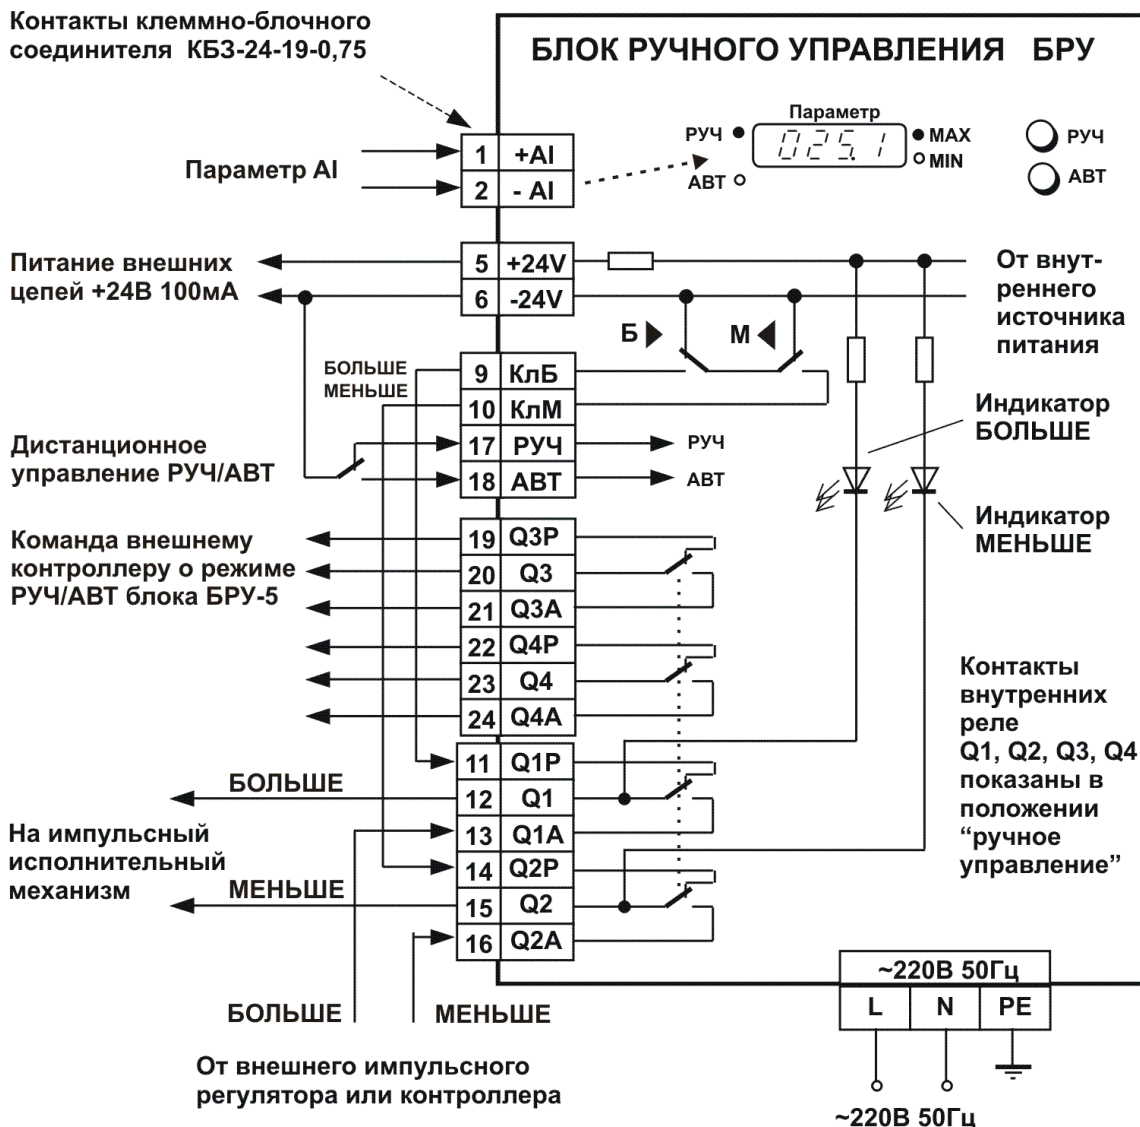 Контакты клеммно-блочного
соединителя КБЗ-24-19-0,75
БЛОК РУЧНОГО УПРАВЛЕНИЯ БРУ
Параметр
РУЧ
025.1
MAX
MIN
АВТ
РУЧ
АВТ
Параметр AI
1 +AI
2 - AI
Питание внешних
цепей +24В 100мА
5 +24V
6 -24V
От внут-
реннего
источника
питания
Б
М
БОЛЬШЕ
МЕНЬШЕ
9 КлБ
10 КлМ
17 РУЧ
18 АВТ
РУЧ
АВТ
Дистанционное
управление РУЧ/АВТ
Индикатор
БОЛЬШЕ
Индикатор
МЕНЬШЕ
Команда внешнему
контроллеру о режиме
РУЧ/АВТ блока БРУ-5
19 Q3P
20 Q3
21 Q3A
22 Q4P
23 Q4
24 Q4A
Контакты
внутренних
реле
Q1, Q2, Q3, Q4
показаны в
положении
“ручное
управление”
11 Q1P
12 Q1
13 Q1A
14 Q2P
15 Q2
16 Q2A
БОЛЬШЕ
На импульсный
исполнительный
механизм
МЕНЬШЕ
БОЛЬШЕ
МЕНЬШЕ
От внешнего импульсного
регулятора или контроллера
~220В 50Гц
L N PE
~220В 50Гц